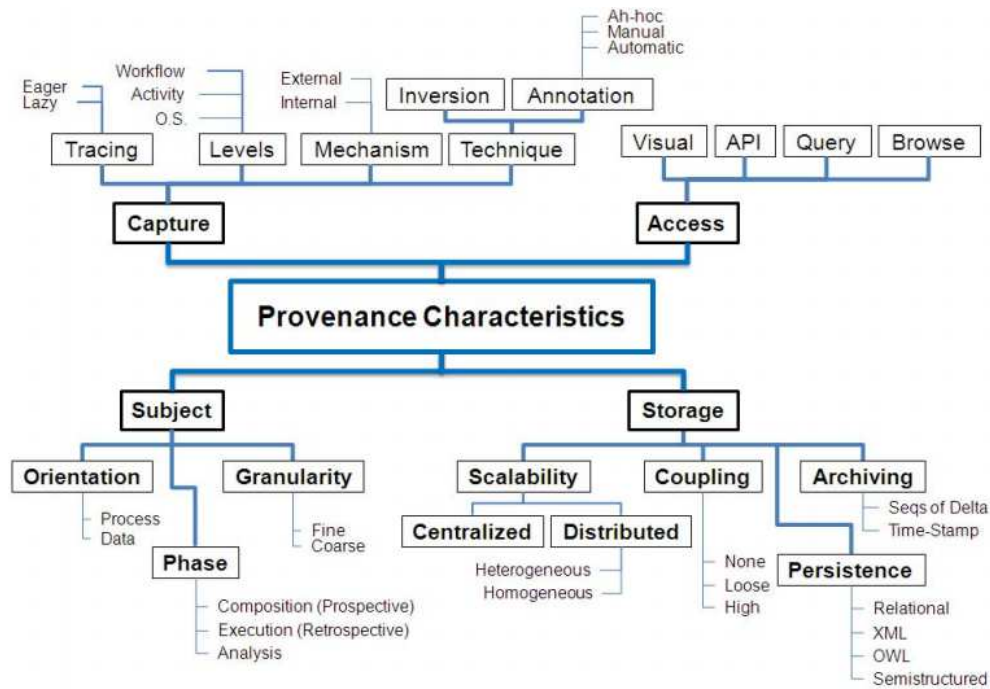 Ah-hoc
Manual
Automatic
Workflow
Activity
O.S.
Eager
Lazy
External
Internal
Inversion
Annotation
Tracing
Levels
Mechanism
Technique
Visual
API
Query
Browse
Capture
Access
Provenance Characteristics
Subject
Storage
Orientation
Granularity
Process
Data
Fine
Coarse
Phase
Composition (Prospective)
Execution (Retrospective)
Analysis
Scalability
Coupling
Archiving
Centralized
Distributed
Heterogeneous
Homogeneous
None
Loose
High
Seqs of Delta
Time-Stamp
Persistence
Relational
XML
OWL
Semistructured